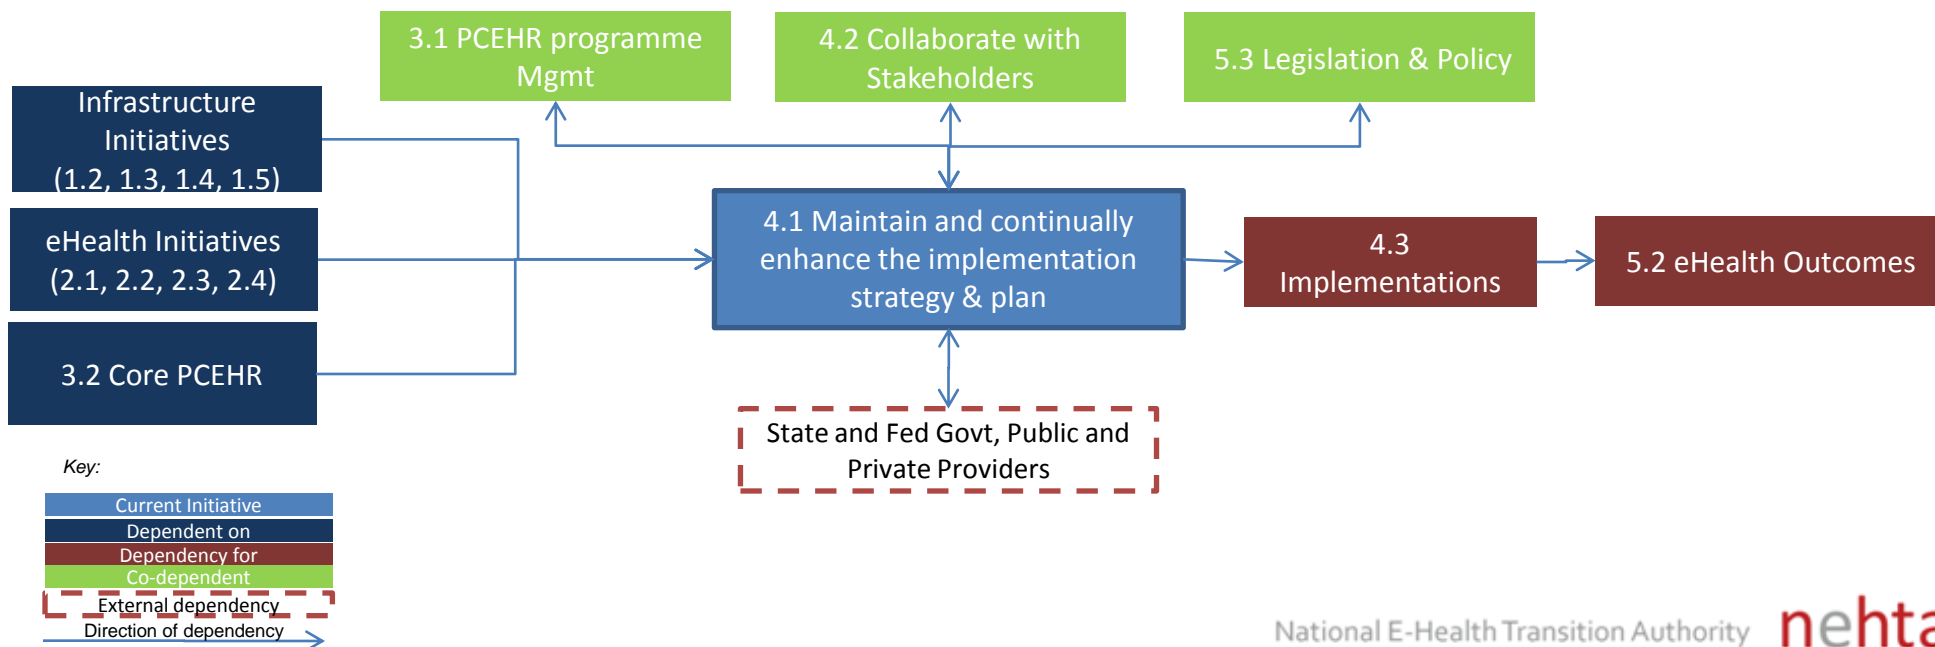 3.1 PCEHR programme
Mgmt
4.2 Collaborate with
Stakeholders
5.3 Legislation & Policy
Infrastructure
Initiatives
(1.2, 1.3, 1.4, 1.5)
eHealth Initiatives
(2.1, 2.2, 2.3, 2.4)
3.2 Core PCEHR
4.1 Maintain and continually
enhance the implementation
strategy & plan
4.3
Implementations
5.2 eHealth Outcomes
State and Fed Govt, Public and
Private Providers
Key:
Current Initiative
Dependent on
Dependency for
Co-dependent
External dependency
Direction of dependency
National E-Health Transition Authority
nehta